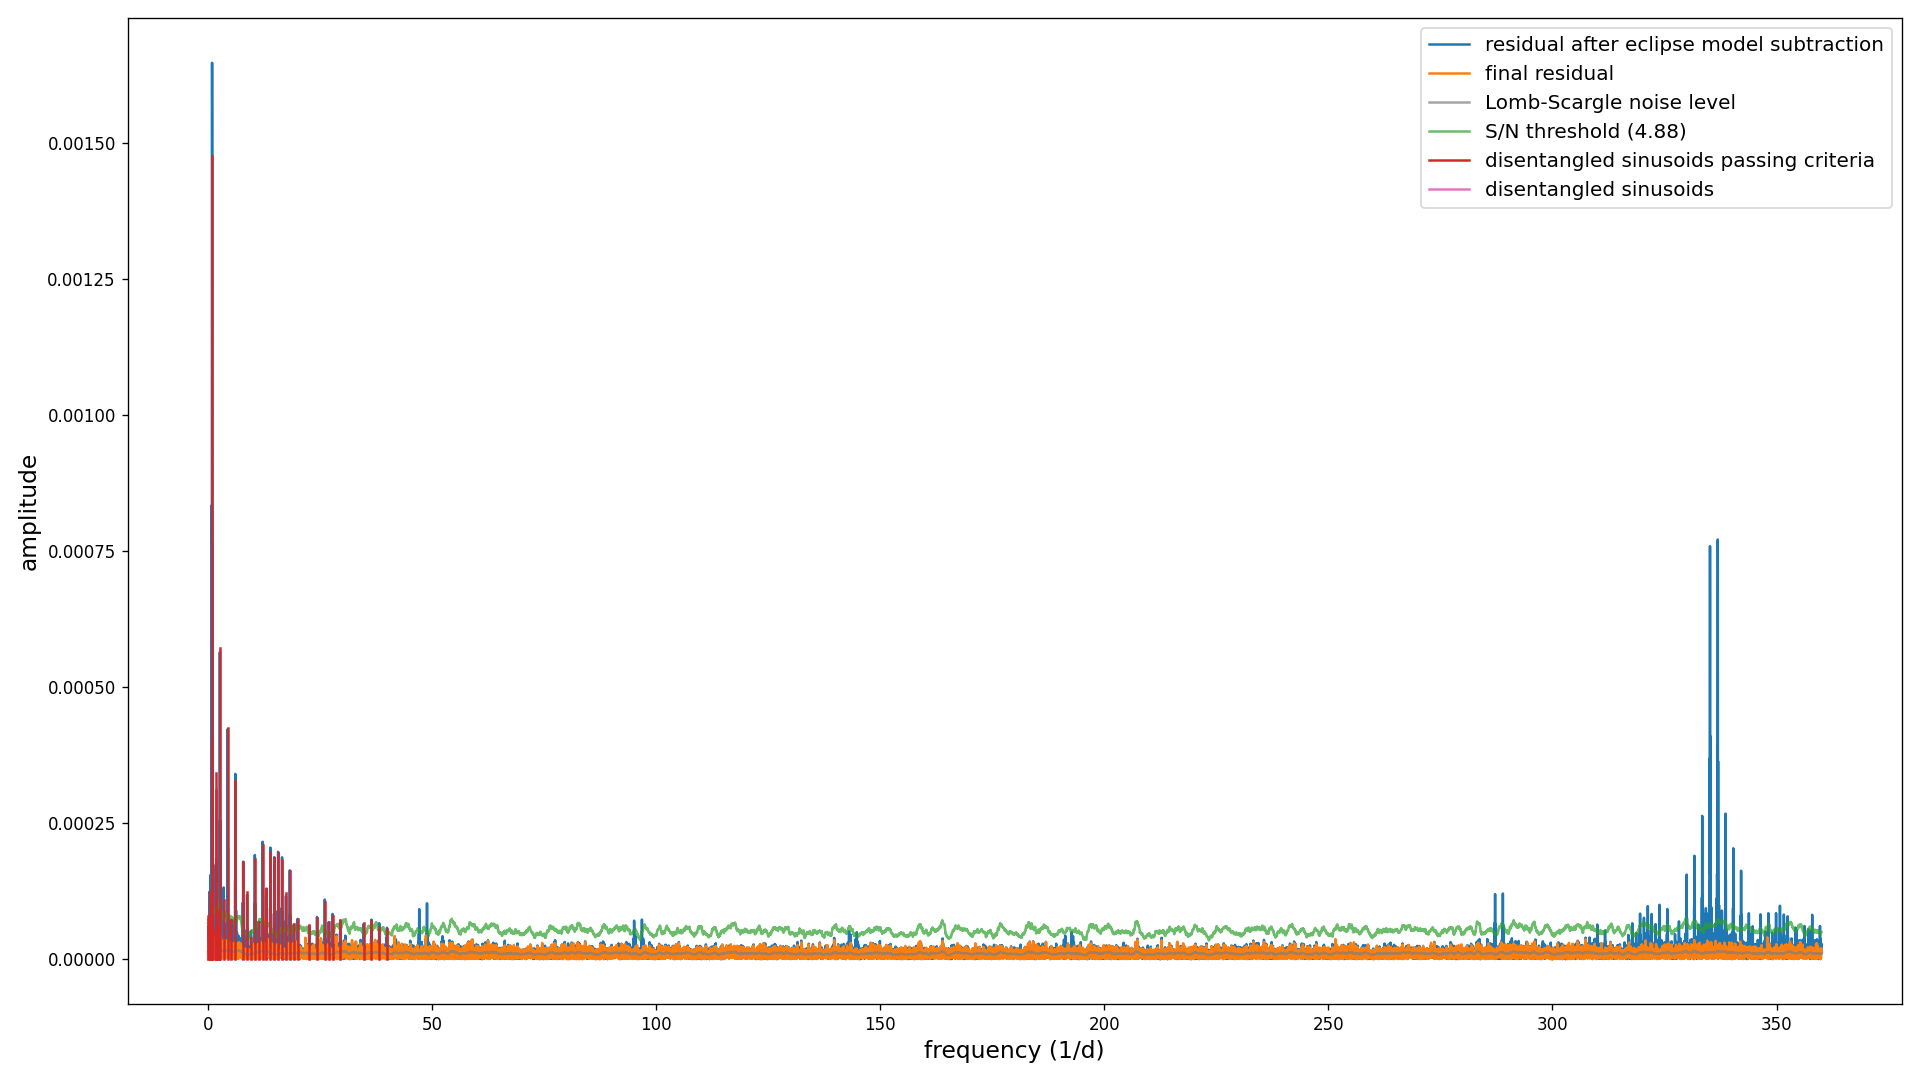 residual after eclipse model subtraction
final residual
Lomb-Scargle noise level
S/N threshold (4.88)
disentangled sinusoids passing criteria
disentangled sinusoids
amplitude
0.00150
0.00125
0.00100
0.00075
0.00050
0.00025
0.00000
0 50 100 150 200 250 300 350
frequency (1/d)